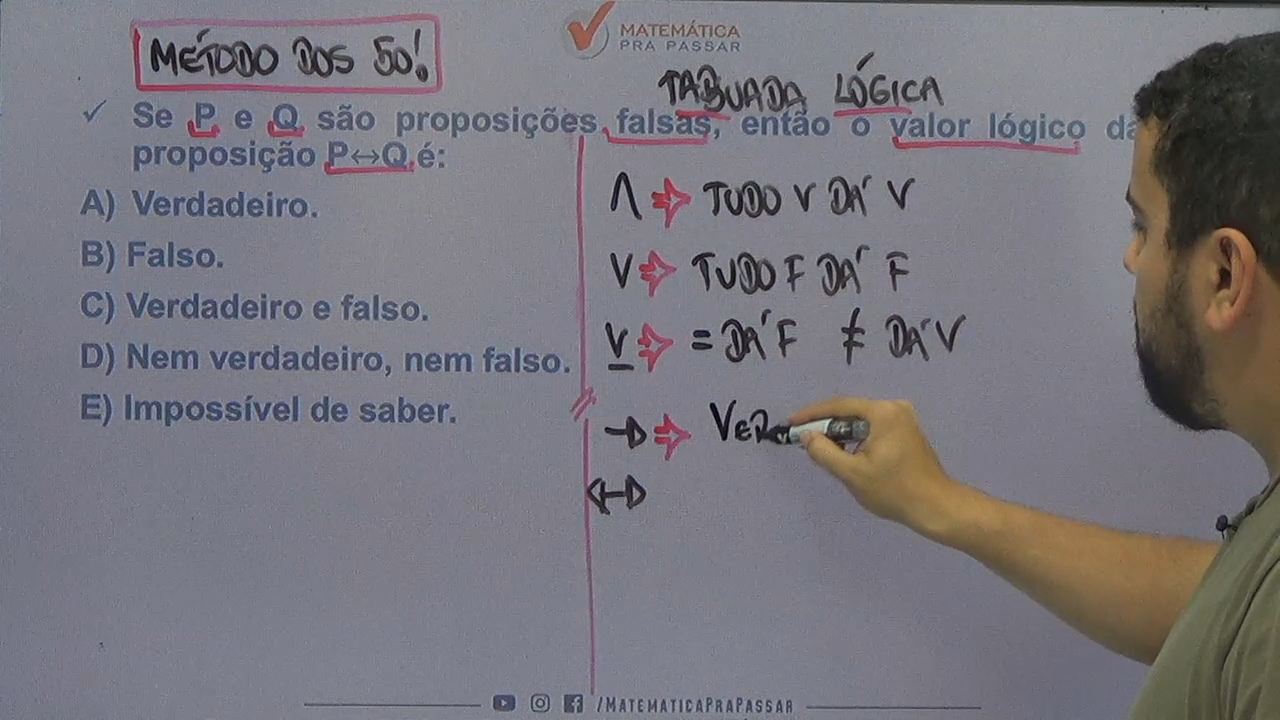 MÉTODO DOS 50!
MATEMÁTICA
PRA PASSAR
TABUADA LÓGICA
✓ Se P e Q são proposições falsas, então o valor lógico da
proposição P↔Q é:
A) Verdadeiro.
B) Falso.
C) Verdadeiro e falso.
D) Nem verdadeiro, nem falso.
E) Impossível de saber.
∧ ⇒ TUDO V DÁ V
V ⇒ TUDO F DÁ F
V ⇒ = DÁ F ≠ DÁ V
→ ⇒ VER
↔
/MATEMATICAPRAPASSAR